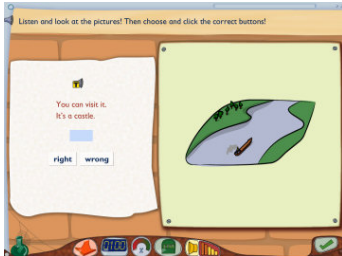 Listen and look at the pictures! Then choose and click the correct buttons!
You can visit it.
It's a castle.
right wrong